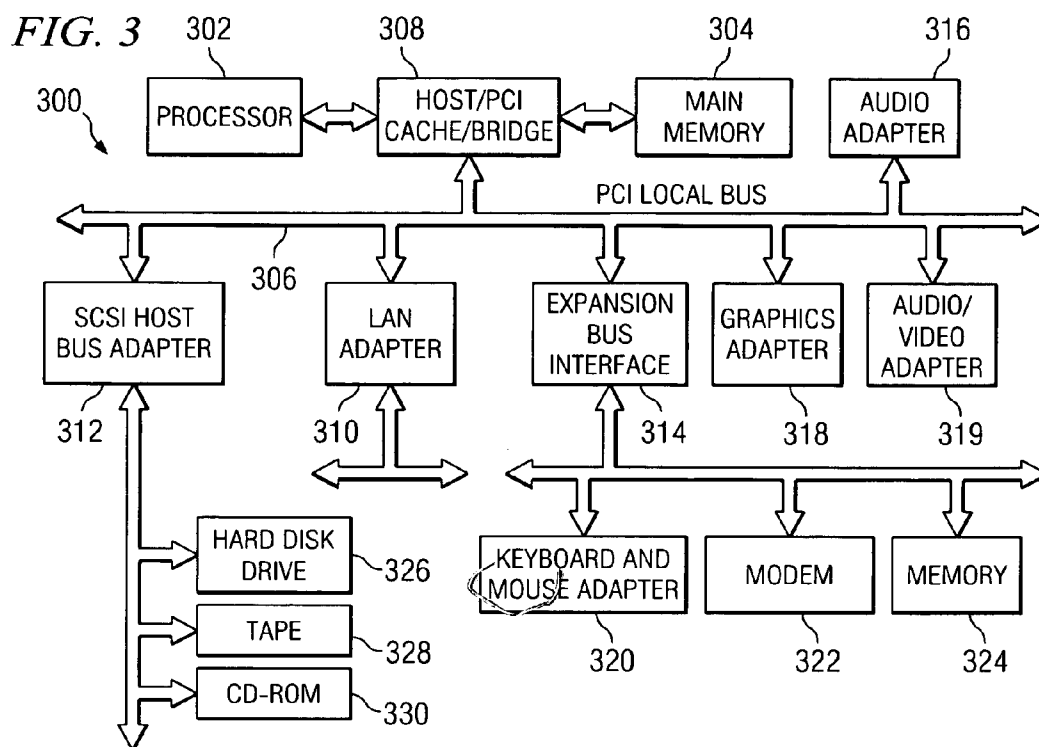 FIG. 3
302
308
304
316
300
PROCESSOR
HOST/PCI
CACHE/BRIDGE
MAIN
MEMORY
AUDIO
ADAPTER
PCI LOCAL BUS
306
SCSI HOST
BUS ADAPTER
LAN
ADAPTER
EXPANSION
BUS
INTERFACE
GRAPHICS
ADAPTER
AUDIO/
VIDEO
ADAPTER
312
310
314
318
319
HARD DISK
DRIVE
326
TAPE
328
CD-ROM
330
KEYBOARD AND
MOUSE ADAPTER
MODEM
MEMORY
320
322
324